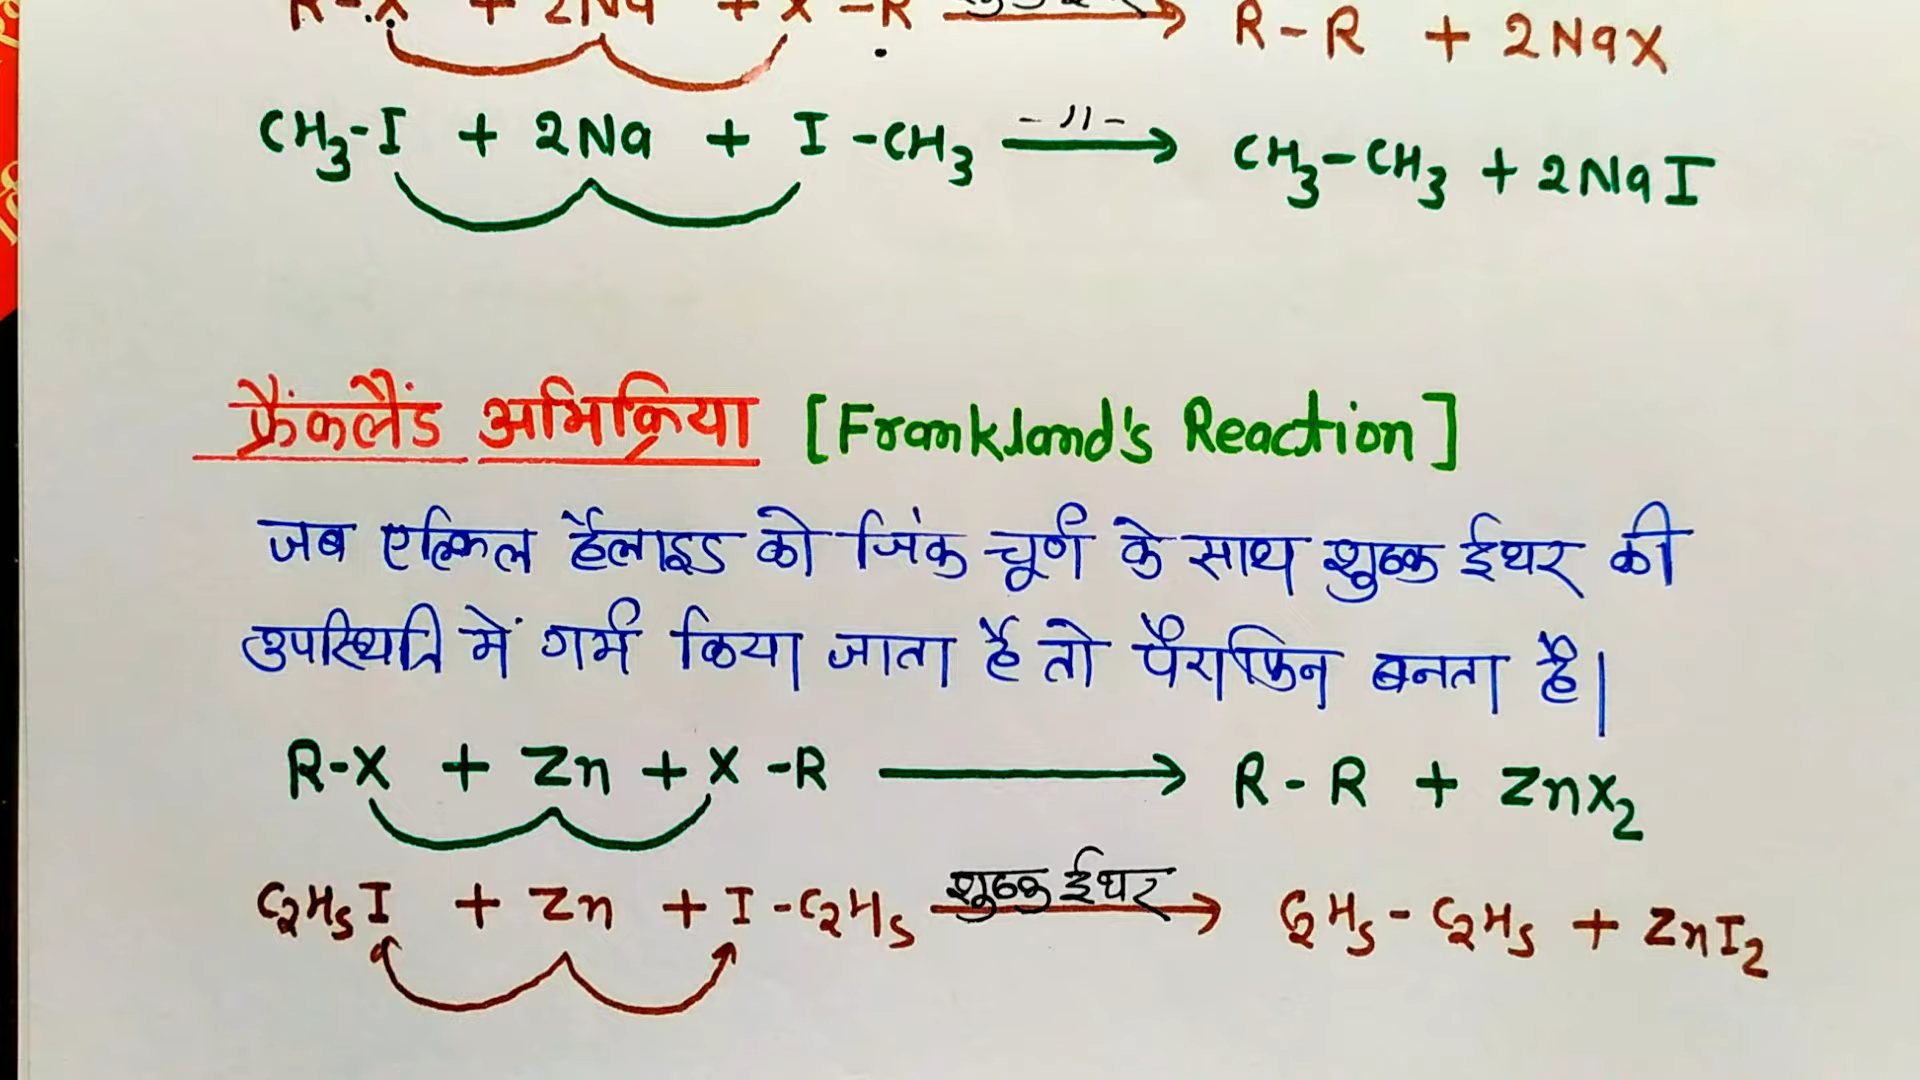 R-X + 2Na + X-R → R-R + 2NaX
CH₃-I + 2Na + I-CH₃ -〃-→ CH₃-CH₃ + 2NaI
फ्रैंकलैंड अभिक्रिया [Frankland's Reaction]
जब एल्किल हैलाइड को जिंक चूर्ण के साथ शुष्क ईथर की
उपस्थिति में गर्म किया जाता है तो पैराफिन बनता है।
R-X + Zn + X-R → R-R + ZnX₂
C₂H₅I + Zn + I-C₂H₅ शुष्क ईथर→ C₂H₅-C₂H₅ + ZnI₂